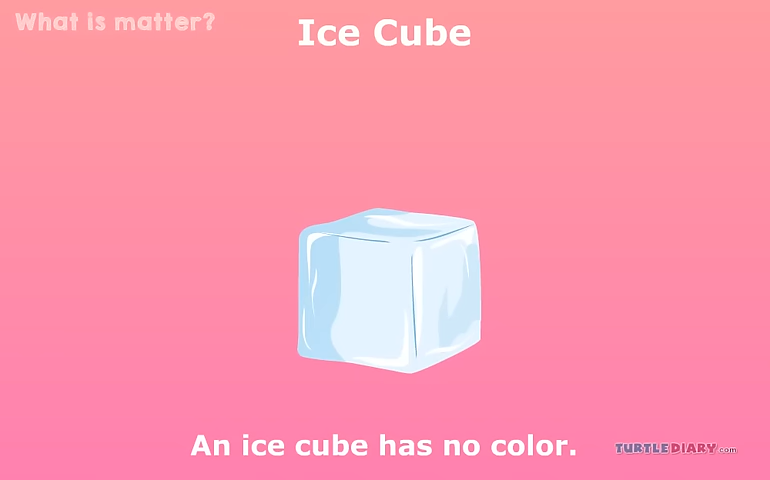 What is matter?
Ice Cube
An ice cube has no color.
TURTLEDIARY.com